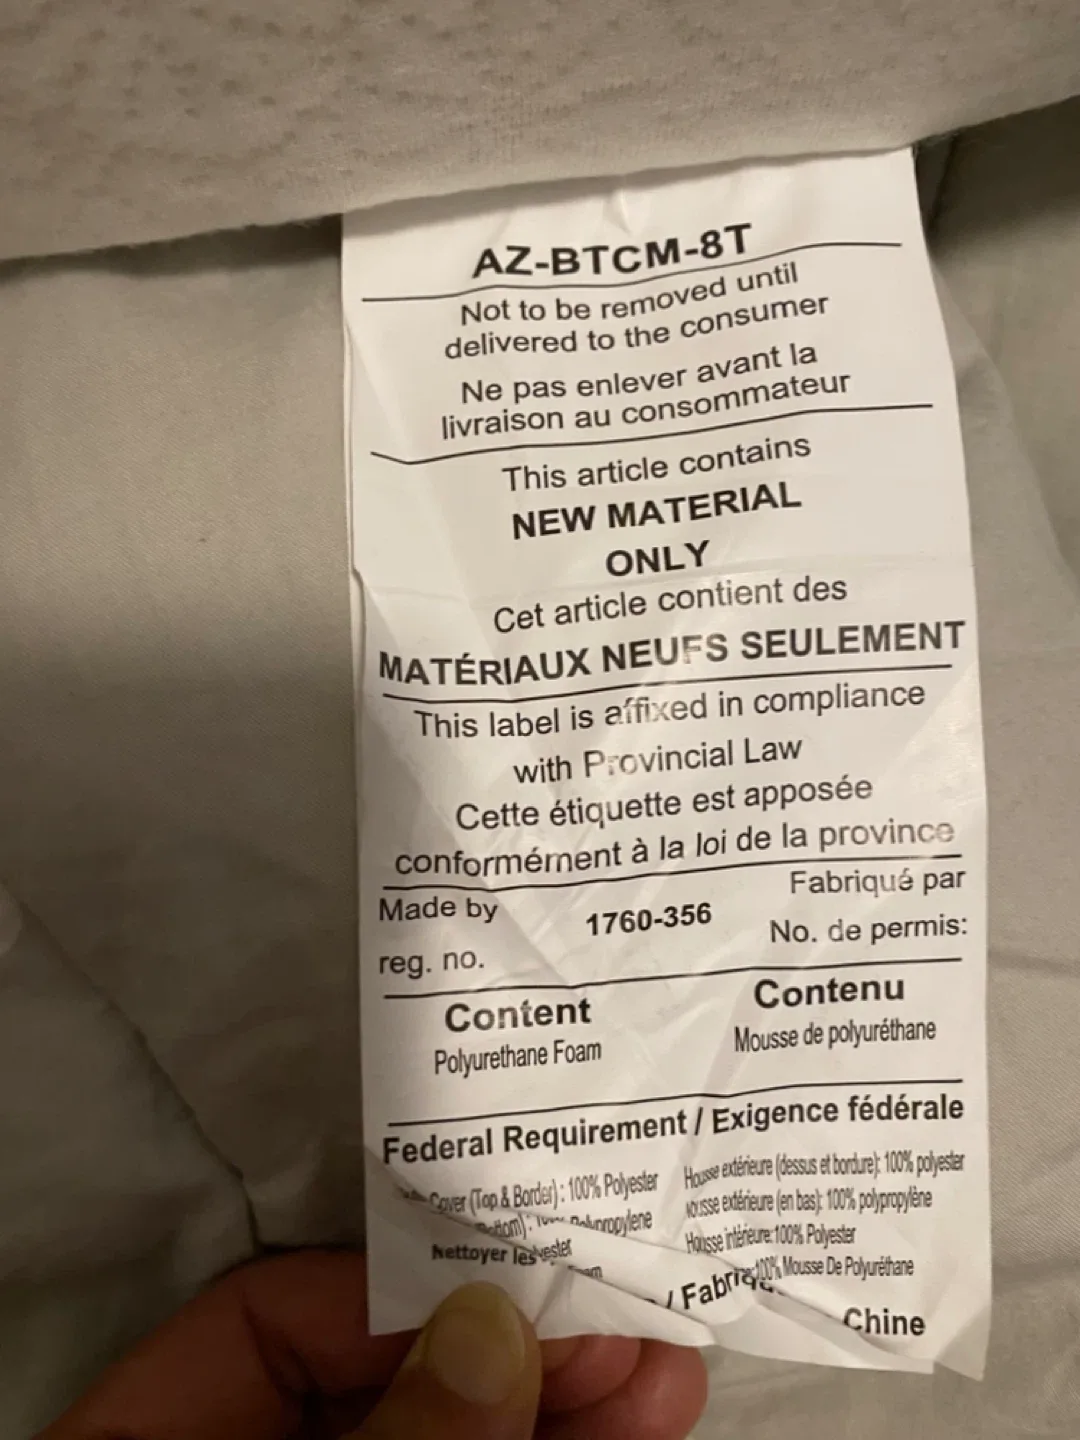 AZ-BTCM-8T
Not to be removed until
delivered to the consumer
Ne pas enlever avant la
livraison au consommateur
This article contains
NEW MATERIAL
ONLY
Cet article contient des
MATÉRIAUX NEUFS SEULEMENT
This label is affixed in compliance
with Provincial Law
Cette étiquette est apposée
conformément à la loi de la province
Made by
reg. no.
1760-356
Fabriqué par
No. de permis:
Content
Polyurethane Foam
Contenu
Mousse de polyuréthane
Federal Requirement / Exigence fédérale
Cover (Top & Border) : 100% Polyester
Housse extérieure (dessus et bordure): 100% polyester
extérieure (en bas): 100% polypropylène
Housse intérieure:100% Polyester
100% Mousse De Polyuréthane
Nettoyer les
/
Chine